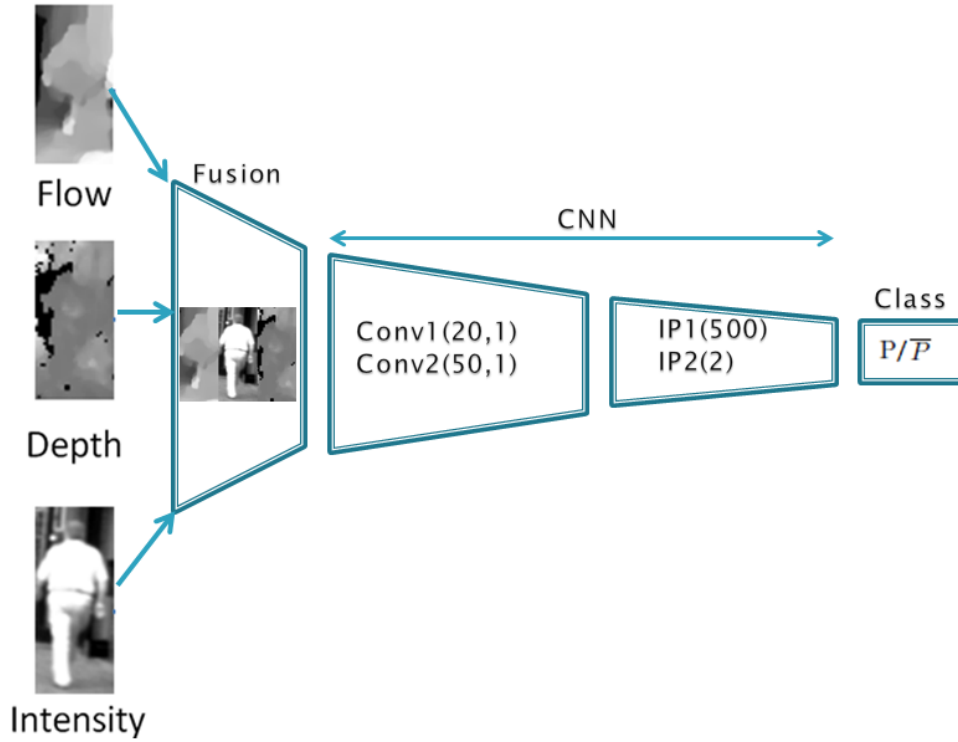 Flow
Depth
Intensity
Fusion
CNN
Conv1(20,1)
Conv2(50,1)
IP1(500)
IP2(2)
Class
P/P̅